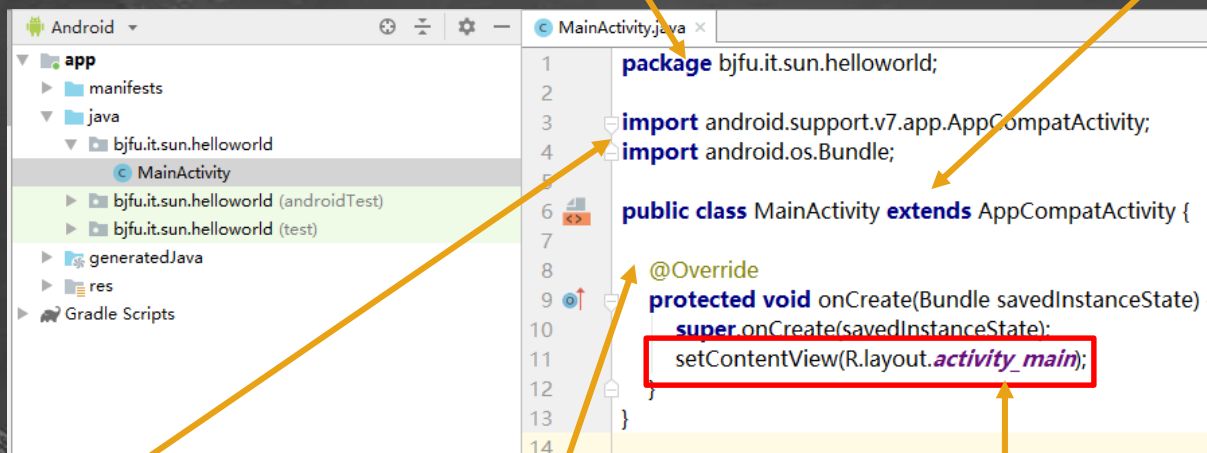 Android
app
manifests
java
bjfu.it.sun.helloworld
MainActivity
bjfu.it.sun.helloworld (androidTest)
bjfu.it.sun.helloworld (test)
generatedJava
res
Gradle Scripts
MainActivity.java
1 package bjfu.it.sun.helloworld;
2
3 import android.support.v7.app.AppCompatActivity;
4 import android.os.Bundle;
5
6 public class MainActivity extends AppCompatActivity {
7
8 @Override
9 protected void onCreate(Bundle savedInstanceState)
10 super.onCreate(savedInstanceState);
11 setContentView(R.layout.activity_main);
12 }
13 }
14